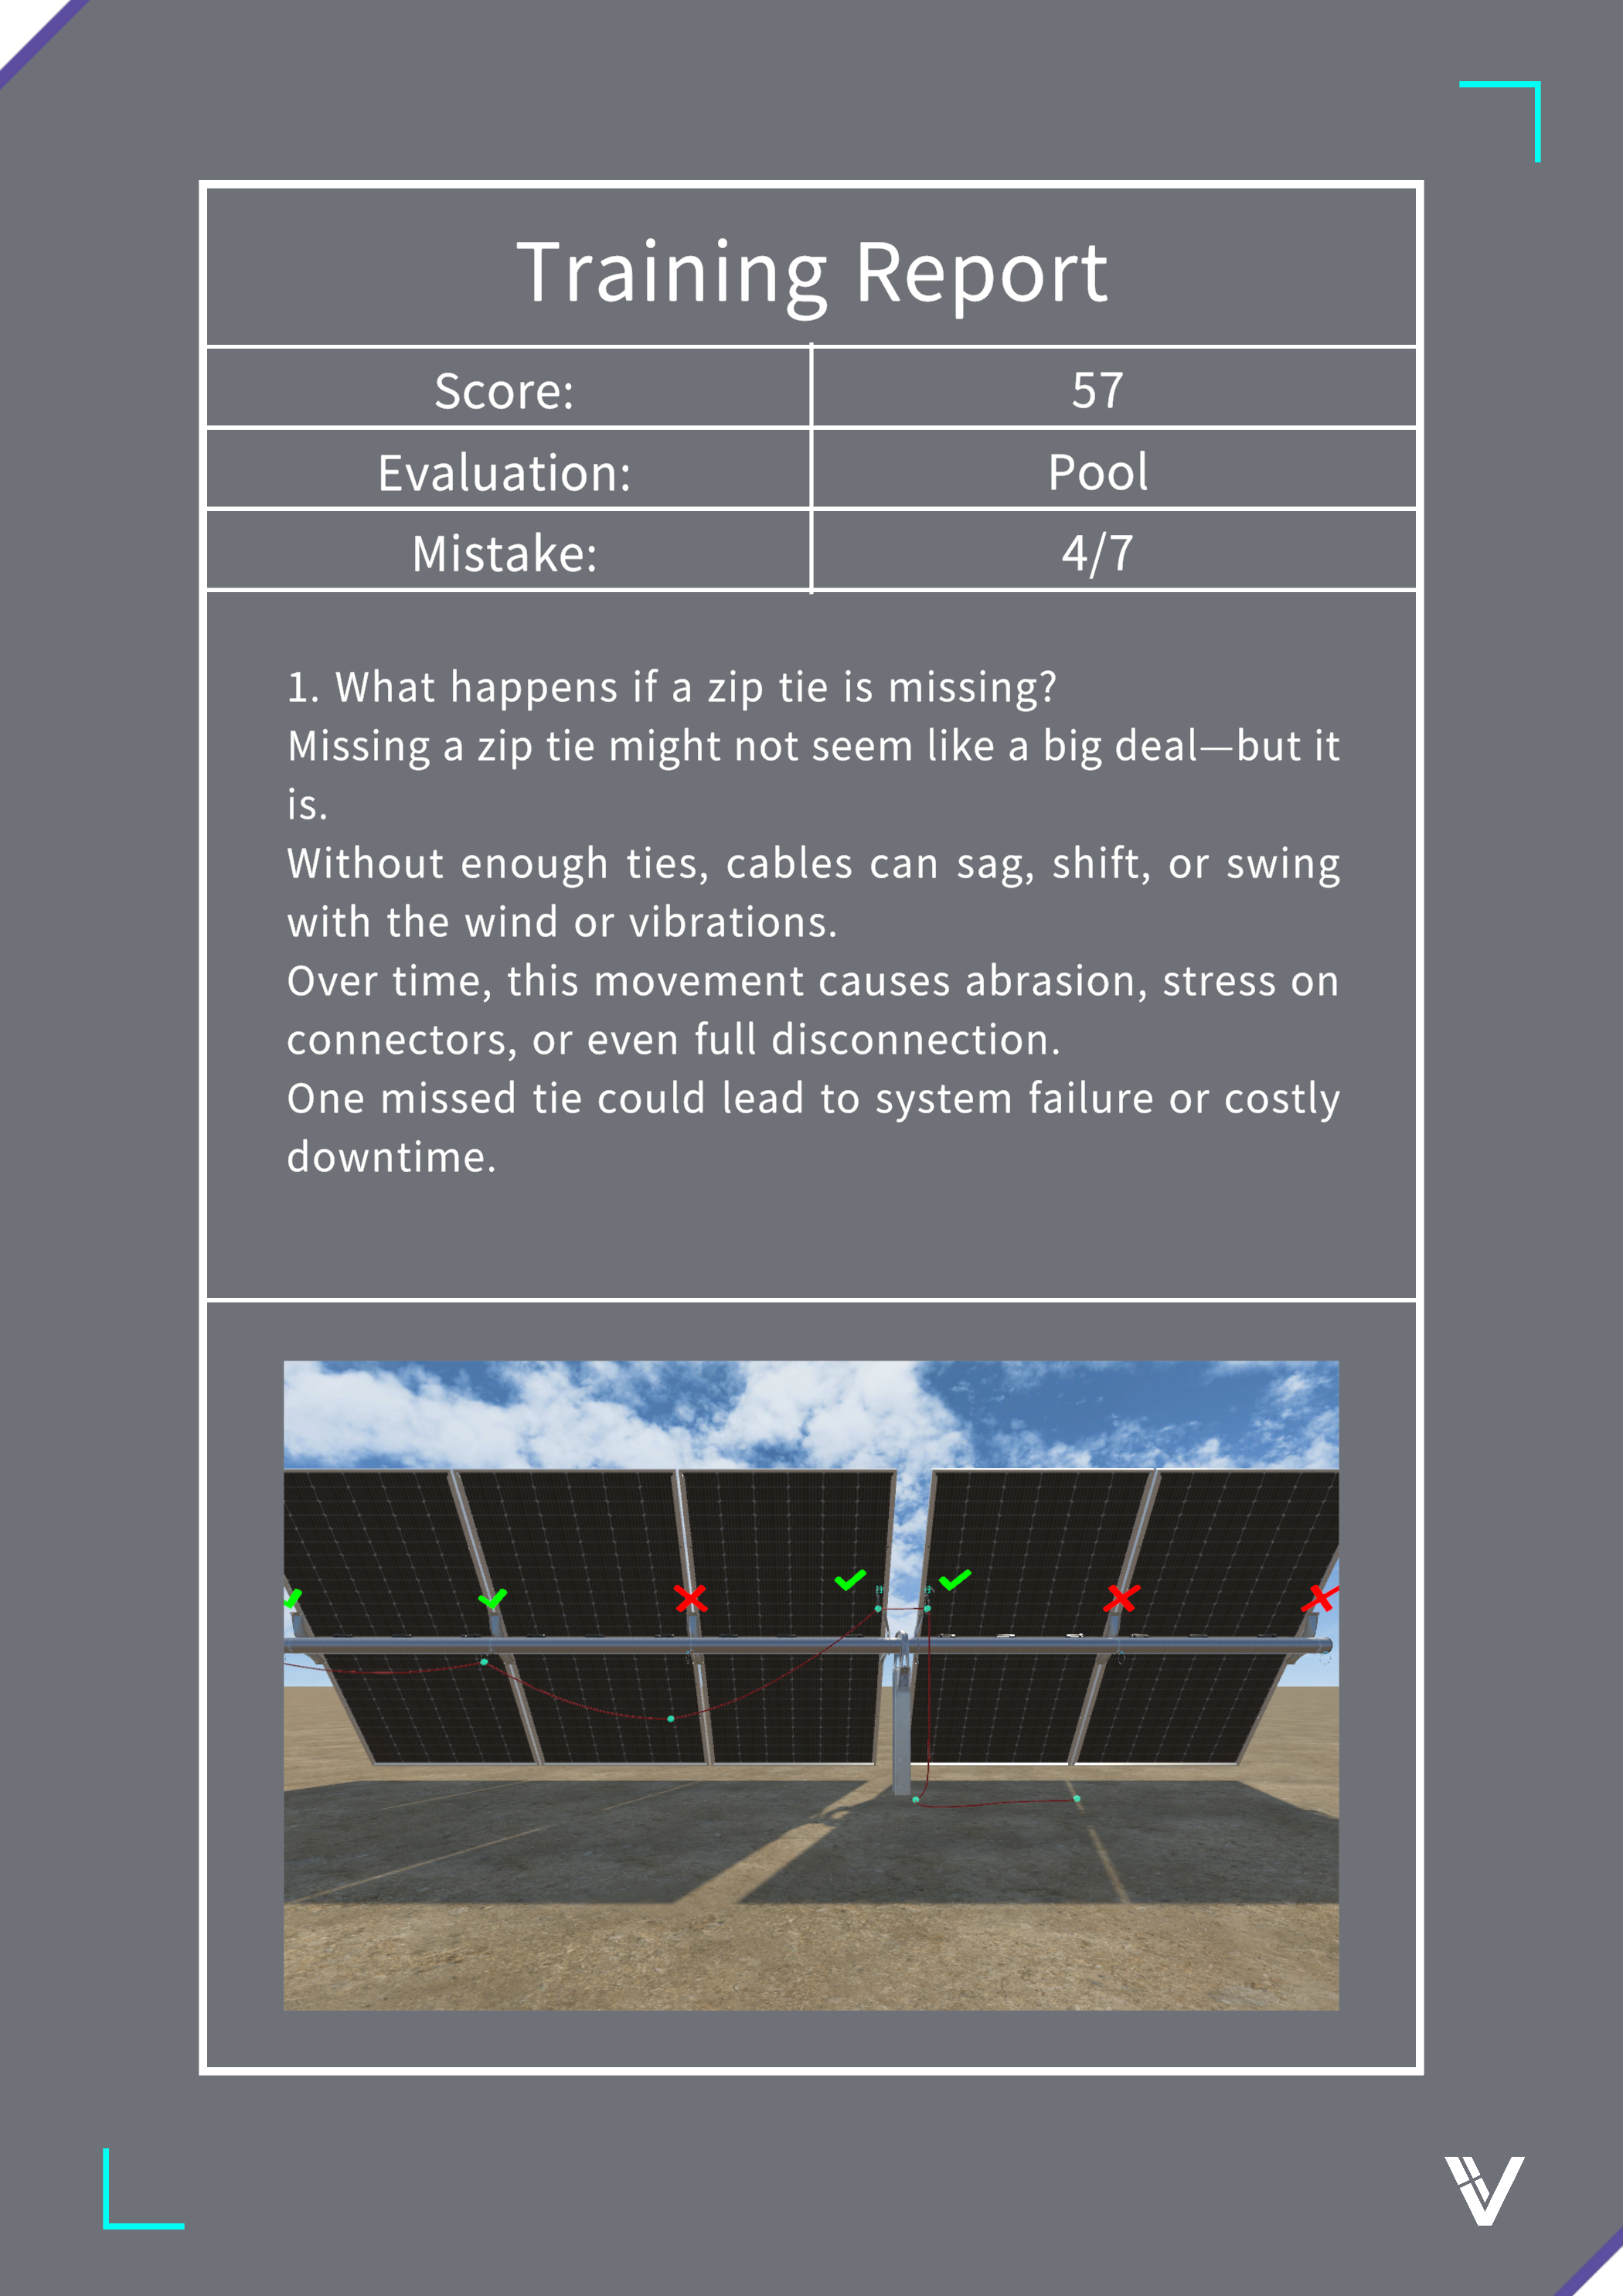 Training Report
Score: 57
Evaluation: Pool
Mistake: 4/7
1. What happens if a zip tie is missing?
Missing a zip tie might not seem like a big deal—but it
is.
Without enough ties, cables can sag, shift, or swing
with the wind or vibrations.
Over time, this movement causes abrasion, stress on
connectors, or even full disconnection.
One missed tie could lead to system failure or costly
downtime.